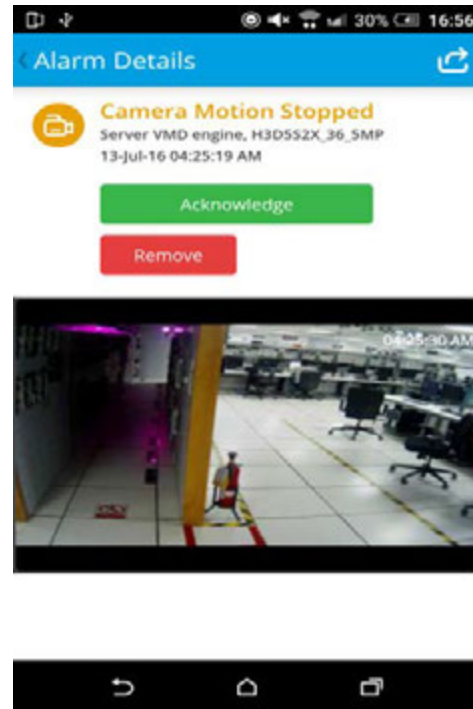 30% 16:56
Alarm Details
Camera Motion Stopped
Server VMD engine, H3D5S2X_36_5MP
13-Jul-16 04:25:19 AM
Acknowledge
Remove
04:25:30 AM